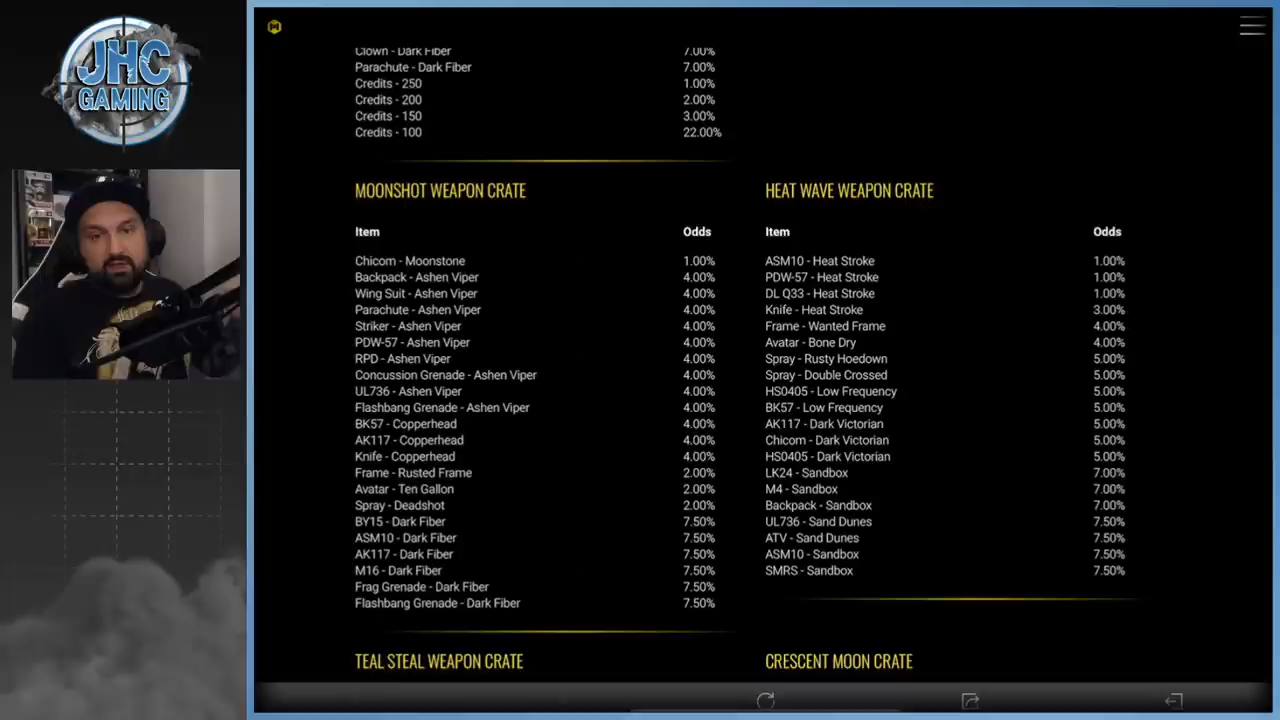 JHC
GAMING
Clown - Dark Fiber 7.00%
Parachute - Dark Fiber 7.00%
Credits - 250 1.00%
Credits - 200 2.00%
Credits - 150 3.00%
Credits - 100 22.00%
MOONSHOT WEAPON CRATE
Item Odds
Chicom - Moonstone 1.00%
Backpack - Ashen Viper 4.00%
Wing Suit - Ashen Viper 4.00%
Parachute - Ashen Viper 4.00%
Striker - Ashen Viper 4.00%
PDW-57 - Ashen Viper 4.00%
RPD - Ashen Viper 4.00%
Concussion Grenade - Ashen Viper 4.00%
UL736 - Ashen Viper 4.00%
Flashbang Grenade - Ashen Viper 4.00%
BK57 - Copperhead 4.00%
AK117 - Copperhead 4.00%
Knife - Copperhead 4.00%
Frame - Rusted Frame 2.00%
Avatar - Ten Gallon 2.00%
Spray - Deadshot 2.00%
BY15 - Dark Fiber 7.50%
ASM10 - Dark Fiber 7.50%
AK117 - Dark Fiber 7.50%
M16 - Dark Fiber 7.50%
Frag Grenade - Dark Fiber 7.50%
Flashbang Grenade - Dark Fiber 7.50%
HEAT WAVE WEAPON CRATE
Item Odds
ASM10 - Heat Stroke 1.00%
PDW-57 - Heat Stroke 1.00%
DL Q33 - Heat Stroke 1.00%
Knife - Heat Stroke 3.00%
Frame - Wanted Frame 4.00%
Avatar - Bone Dry 4.00%
Spray - Rusty Hoedown 5.00%
Spray - Double Crossed 5.00%
HS0405 - Low Frequency 5.00%
BK57 - Low Frequency 5.00%
AK117 - Dark Victorian 5.00%
Chicom - Dark Victorian 5.00%
HS0405 - Dark Victorian 5.00%
LK24 - Sandbox 7.00%
M4 - Sandbox 7.00%
Backpack - Sandbox 7.00%
UL736 - Sand Dunes 7.50%
ATV - Sand Dunes 7.50%
ASM10 - Sandbox 7.50%
SMRS - Sandbox 7.50%
TEAL STEAL WEAPON CRATE
CRESCENT MOON CRATE